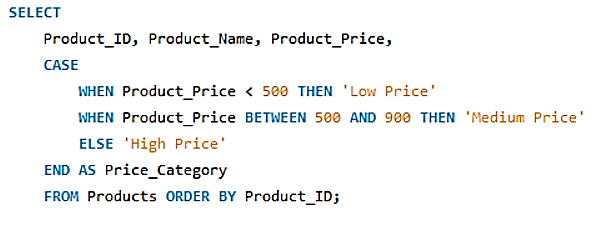 SELECT
Product_ID, Product_Name, Product_Price,
CASE
WHEN Product_Price < 500 THEN 'Low Price'
WHEN Product_Price BETWEEN 500 AND 900 THEN 'Medium Price'
ELSE 'High Price'
END AS Price_Category
FROM Products ORDER BY Product_ID;